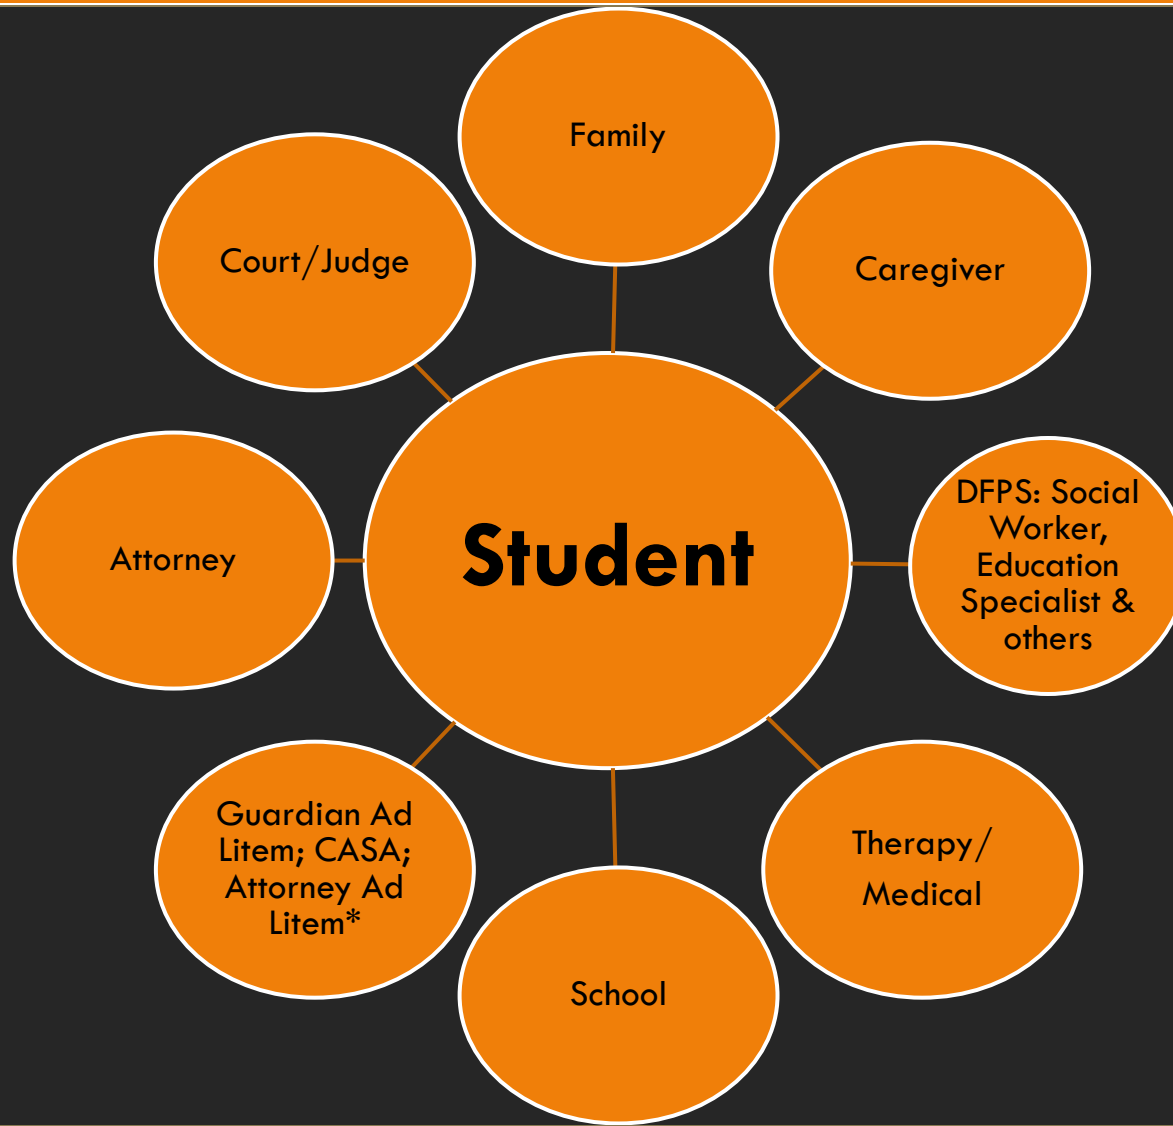 Family
Court/Judge
Caregiver
Attorney
Student
DFPS: Social
Worker,
Education
Specialist &
others
Guardian Ad
Litem; CASA;
Attorney Ad
Litem*
Therapy/
Medical
School